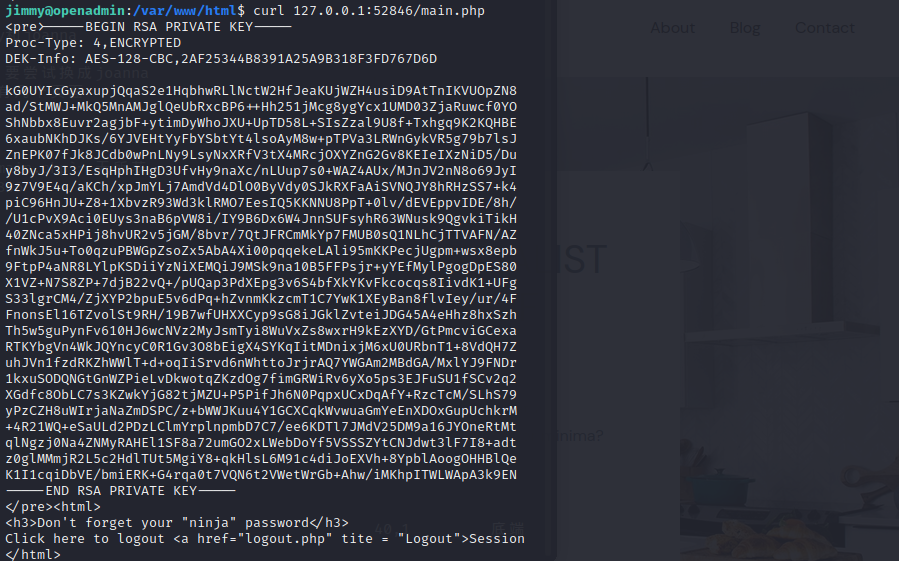 jimmy@openadmin:/var/www/html$ curl 127.0.0.1:52846/main.php
<pre>-----BEGIN RSA PRIVATE KEY-----
Proc-Type: 4,ENCRYPTED
DEK-Info: AES-128-CBC,2AF25344B8391A25A9B318F3FD767D6D

kG0UYIcGyaxupjQqaS2e1HqbhwRLlNctW2HfJeaKUjWZH4usiD9AtTnIKVUOpZN8
ad/StMWJ+MkQ5MnAMJglQeUbRxcBP6++Hh251jMcg8ygYcx1UMD03ZjaRuwcf0YO
ShNbbx8Euvr2agjbF+ytimDyWhoJXU+UpTD58L+SIsZzal9U8f+Txhgq9K2KQHBE
6xaubNKhDJKs/6YJVEHtYyFbYSbtYt4lsoAyM8w+pTPVa3LRWnGykVR5g79b7lsJ
ZnEPK07fJk8JCdb0wPnLNy9LsyNxXRfV3tX4MRcjOXYZnG2Gv8KEIeIXzNiD5/Du
y8byJ/3I3/EsqHphIHgD3UfvHy9naXc/nLUup7s0+WAZ4AUx/MJnJV2nN8o69JyI
9z7V9E4q/aKCh/xpJmYLj7AmdVd4DlO0ByVdy0SJkRXFaAiSVNQJY8hRHzSS7+k4
piC96HnJU+Z8+1XbvzR93Wd3klRMO7EesIQ5KKNNU8PpT+0lv/dEVEppvIDE/8h/
/U1cPvX9Aci0EUys3naB6pVW8i/IY9B6Dx6W4JnnSUFsyhR63WNusk9QgvkiTikH
40ZNca5xHPij8hvUR2v5jGM/8bvr/7QtJFRCmMkYp7FMUB0sQ1NLhCjTTVAFN/AZ
fnWkJ5u+To0qzuPBWGpZsoZx5AbA4Xi00pqqekeLAli95mKKPecjUgpm+wsx8epb
9FtpP4aNR8LYlpKSDiiYzNiXEMQiJ9MSk9na10B5FFPsjr+yYEfMylPgogDpES80
X1VZ+N7S8ZP+7djB22vQ+/pUQap3PdXEpg3v6S4bfXkYKvFkcocqs8IivdK1+UFg
S33lgrCM4/ZjXYP2bpuE5v6dPq+hZvnmKkzcmT1C7YwK1XEyBan8flvIey/ur/4F
FnonsEl16TZvolSt9RH/19B7wfUHXXCyp9sG8iJGklZvteiJDG45A4eHhz8hxSzh
Th5w5guPynFv610HJ6wcNVz2MyJsmTyi8WuVxZs8wxrH9kEzXYD/GtPmcviGCexa
RTKYbgVn4WkJQYncyC0R1Gv3O8bEigX4SYKqIitMDnixjM6xU0URbnT1+8VdQH7Z
uhJVn1fzdRKZhWWlT+d+oqIiSrvd6nWhttoJrjrAQ7YWGAm2MBdGA/MxlYJ9FNDr
1kxuSODQNGtGnWZPieLvDkwotqZKzdOg7fimGRWiRv6yXo5ps3EJFuSU1fSCv2q2
XGdfc8ObLC7s3KZwkYjG82tjMZU+P5PifJh6N0PqpxUCxDqAfY+RzcTcM/SLhS79
yPzCZH8uWIrjaNaZmDSPC/z+bWWJKuu4Y1GCXCqkWvwuaGmYeEnXDOxGupUchkrM
+4R21WQ+eSaULd2PDzLClmYrplnpmbD7C7/ee6KDTl7JMdV25DM9a16JYOneRtMt
qlNgzj0Na4ZNMyRAHEl1SF8a72umGO2xLWebDoYf5VSSSZYtCNJdwt3lF7I8+adt
z0glMMmjR2L5c2HdlTUt5MgiY8+qkHlsL6M91c4diJoEXVh+8YpblAoogOHHBlQe
K1I1cqiDbVE/bmiERK+G4rqa0t7VQN6t2VWetWrGb+Ahw/iMKhpITWLWApA3k9EN
-----END RSA PRIVATE KEY-----
</pre><html>
<h3>Don't forget your "ninja" password</h3>
Click here to logout <a href="logout.php" tite = "Logout">Session
</html>
About Blog Contact